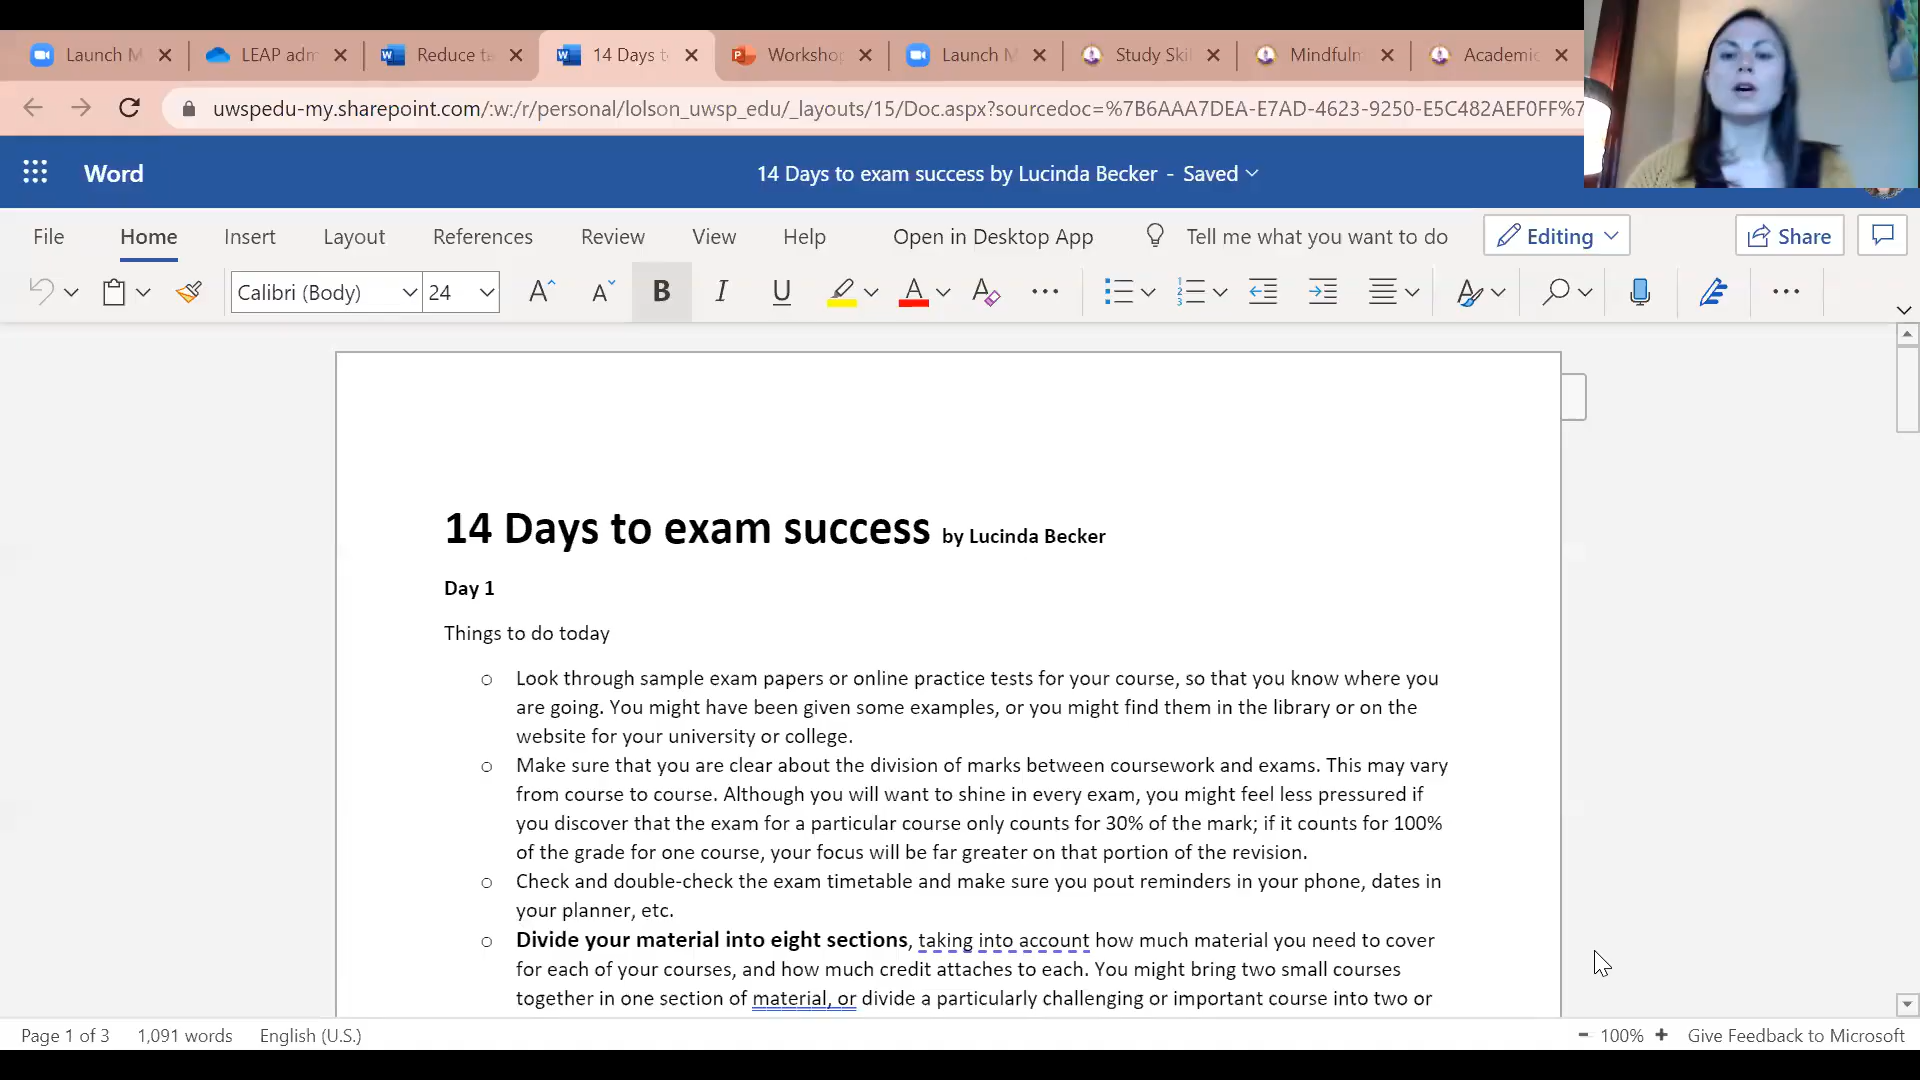 Launch M
LEAP adm
Reduce te
14 Days to
Workshop
Launch M
Study Skil
Mindfuln
Academic
uwspedu-my.sharepoint.com/:w:/r/personal/lolson_uwsp_edu/_layouts/15/Doc.aspx?sourcedoc=%7B6AAA7DEA-E7AD-4623-9250-E5C482AEF0FF%7
Word
14 Days to exam success by Lucinda Becker - Saved
File Home Insert Layout References Review View Help Open in Desktop App Tell me what you want to do Editing Share
Calibri (Body) 24
14 Days to exam success by Lucinda Becker
Day 1
Things to do today
Look through sample exam papers or online practice tests for your course, so that you know where you
are going. You might have been given some examples, or you might find them in the library or on the
website for your university or college.
Make sure that you are clear about the division of marks between coursework and exams. This may vary
from course to course. Although you will want to shine in every exam, you might feel less pressured if
you discover that the exam for a particular course only counts for 30% of the mark; if it counts for 100%
of the grade for one course, your focus will be far greater on that portion of the revision.
Check and double-check the exam timetable and make sure you pout reminders in your phone, dates in
your planner, etc.
Divide your material into eight sections, taking into account how much material you need to cover
for each of your courses, and how much credit attaches to each. You might bring two small courses
together in one section of material, or divide a particularly challenging or important course into two or
Page 1 of 3 1,091 words English (U.S.) - 100% + Give Feedback to Microsoft